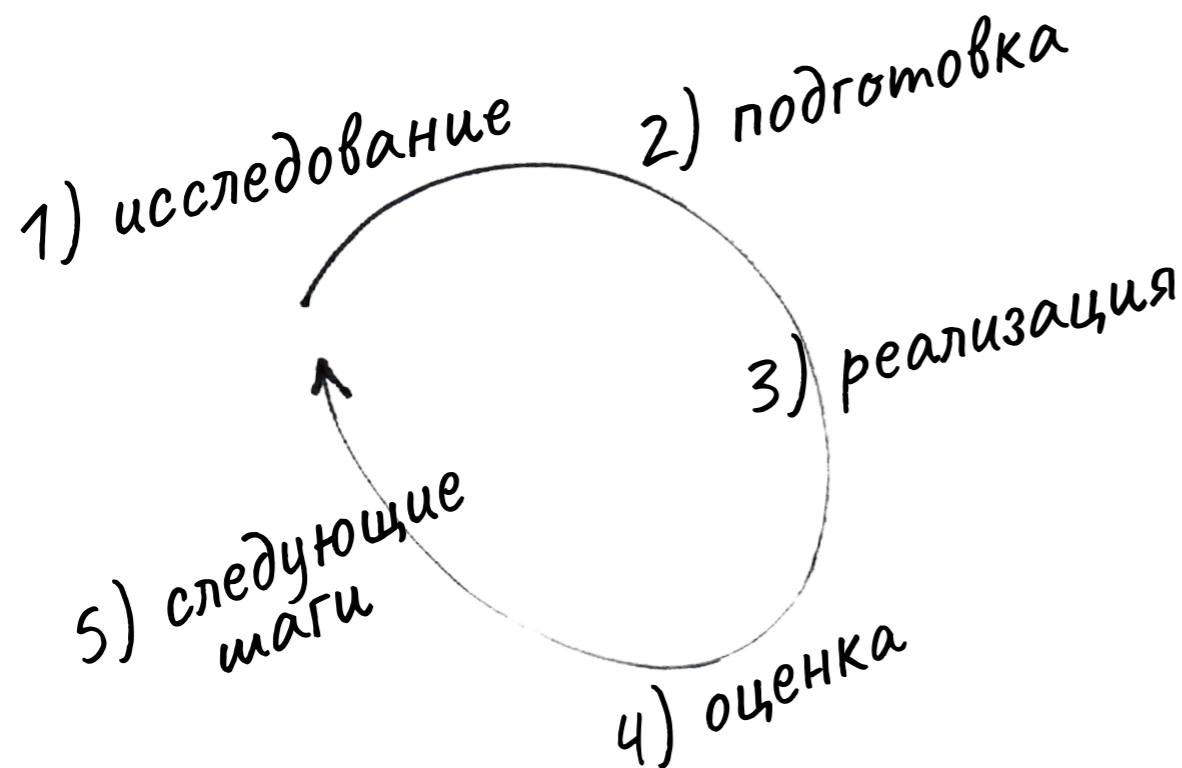 1) исследование
2) подготовка
3) реализация
4) оценка
5) следующие
шаги